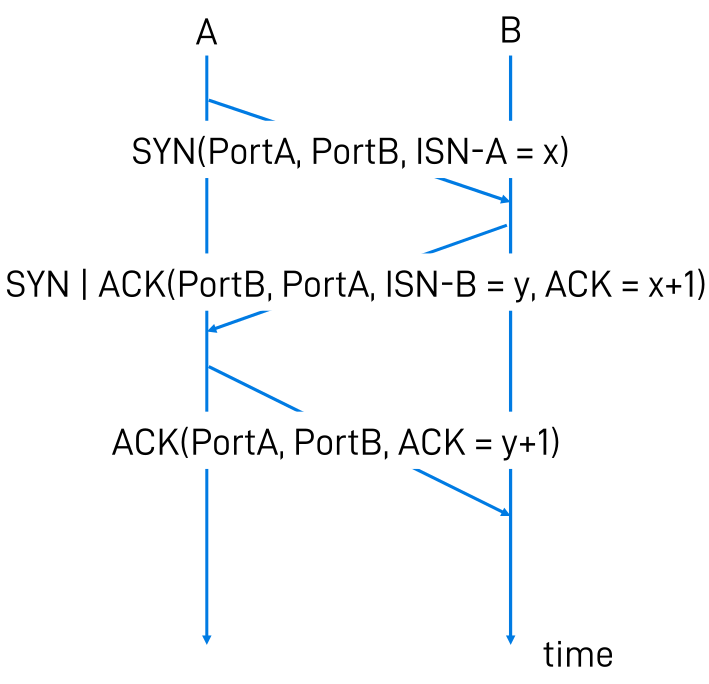 A
B
SYN(PortA, PortB, ISN-A = x)
SYN | ACK(PortB, PortA, ISN-B = y, ACK = x+1)
ACK(PortA, PortB, ACK = y+1)
time